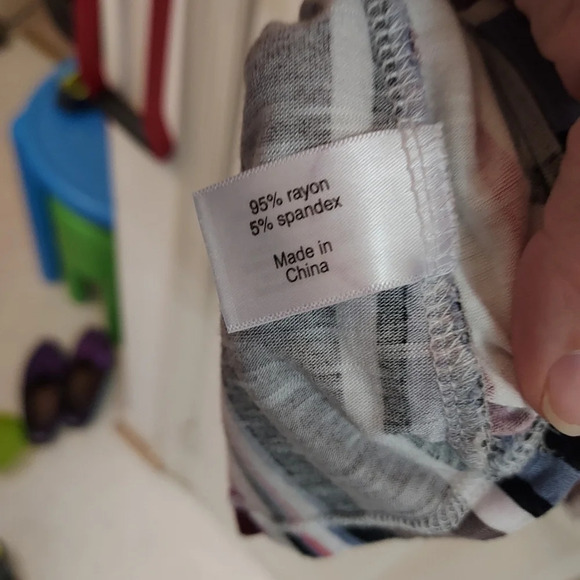 95% rayon
5% spandex
Made in
China